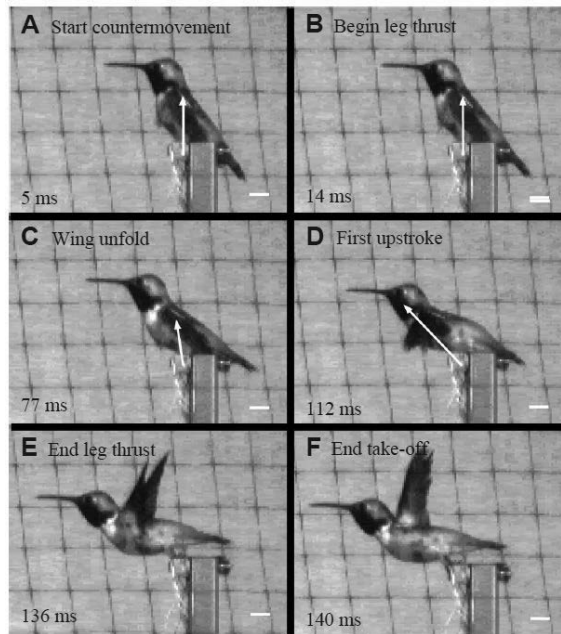 A Start countermovement
5 ms
B Begin leg thrust
14 ms
C Wing unfold
77 ms
D First upstroke
112 ms
E End leg thrust
136 ms
F End take-off
140 ms